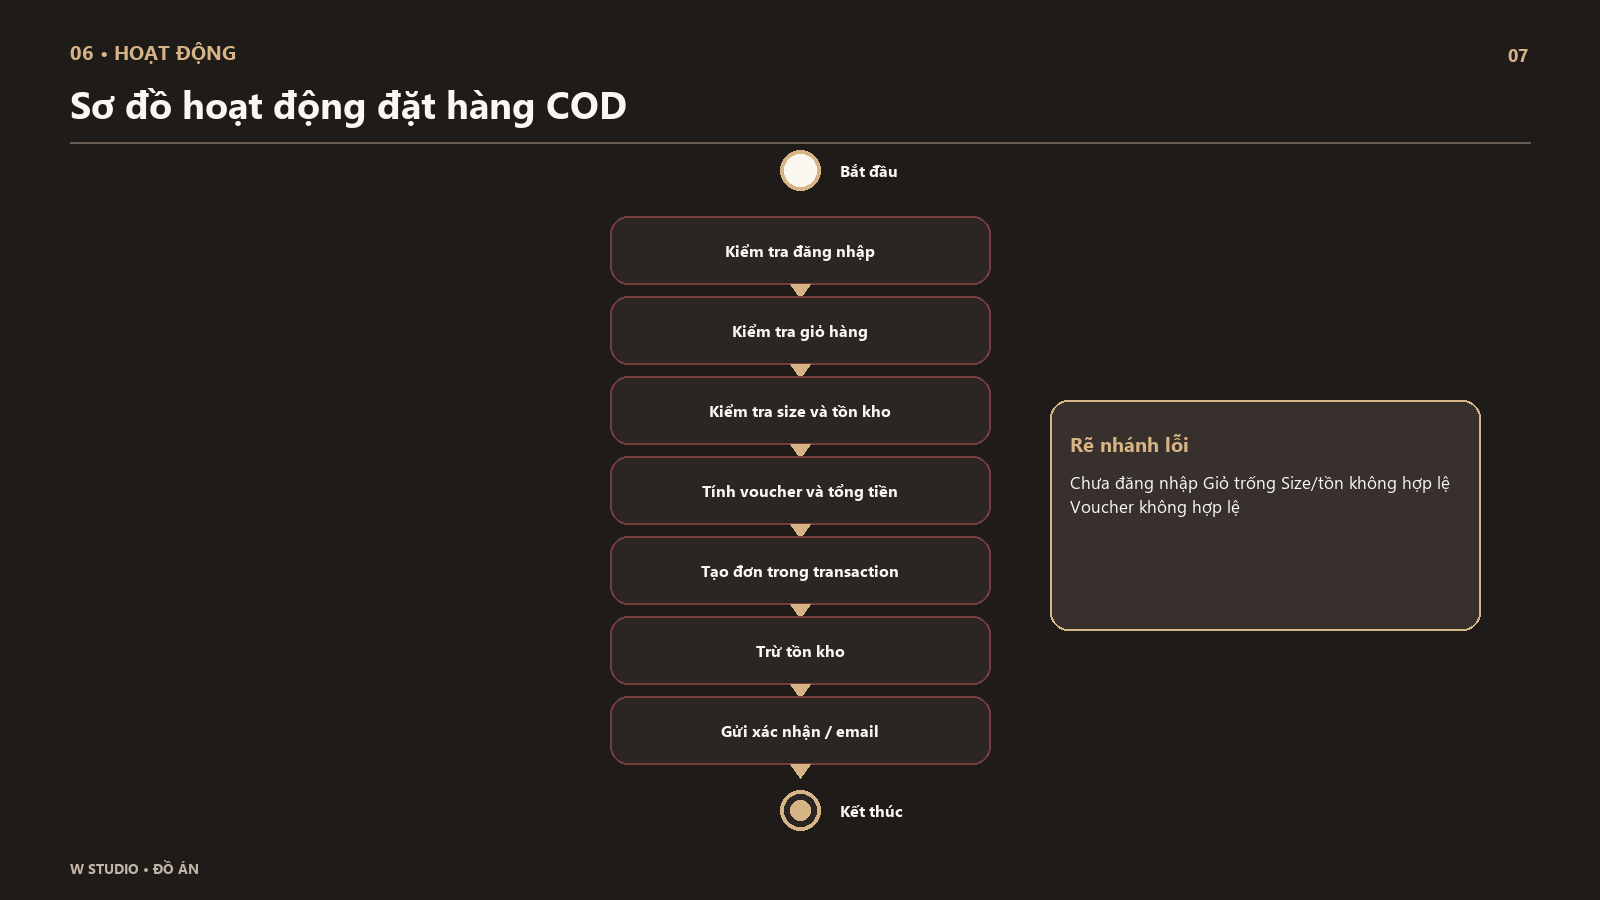 06 • HOẠT ĐỘNG
07
Sơ đồ hoạt động đặt hàng COD
Bắt đầu
Kiểm tra đăng nhập
Kiểm tra giỏ hàng
Kiểm tra size và tồn kho
Tính voucher và tổng tiền
Tạo đơn trong transaction
Trừ tồn kho
Gửi xác nhận / email
Kết thúc
Rẽ nhánh lỗi
Chưa đăng nhập Giỏ trống Size/tồn không hợp lệ
Voucher không hợp lệ
W STUDIO • ĐỒ ÁN